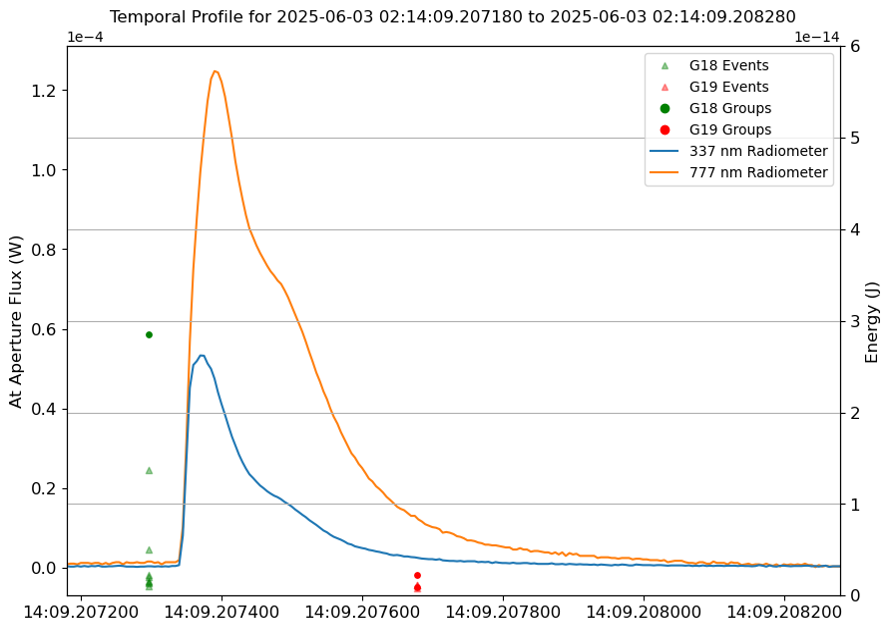 Temporal Profile for 2025-06-03 02:14:09.207180 to 2025-06-03 02:14:09.208280
1e−4
1e−14
G18 Events
G19 Events
G18 Groups
G19 Groups
337 nm Radiometer
777 nm Radiometer
At Aperture Flux (W)
1.2
1.0
0.8
0.6
0.4
0.2
0.0
6
5
4
3
2
1
0
Energy (J)
14:09.207200 14:09.207400 14:09.207600 14:09.207800 14:09.208000 14:09.208200